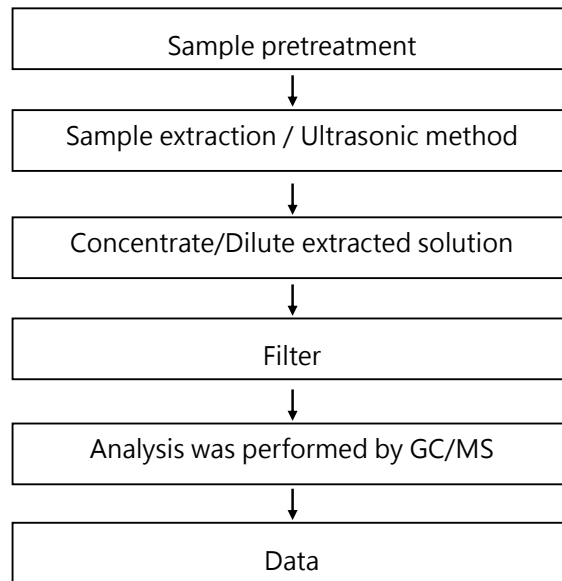 Sample pretreatment
Sample extraction / Ultrasonic method
Concentrate/Dilute extracted solution
Filter
Analysis was performed by GC/MS
Data